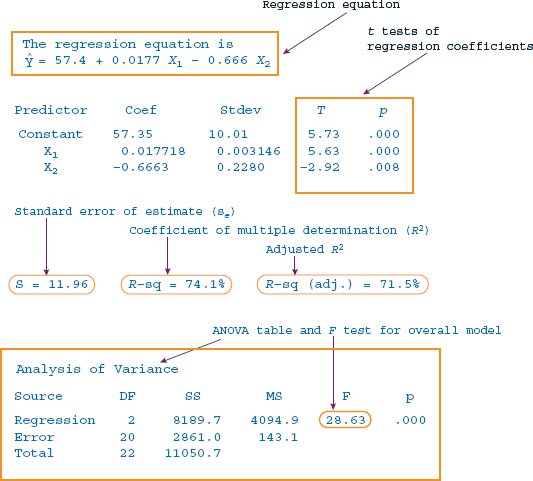 Regression equation
t tests of
regression coefficients
The regression equation is
Ŷ = 57.4 + 0.0177 X₁ − 0.666 X₂
Predictor Coef Stdev T p
Constant 57.35 10.01 5.73 .000
X₁ 0.017718 0.003146 5.63 .000
X₂ −0.6663 0.2280 −2.92 .008
Standard error of estimate (sₑ)
Coefficient of multiple determination (R²)
Adjusted R²
S = 11.96 R-sq = 74.1% R-sq (adj.) = 71.5%
ANOVA table and F test for overall model
Analysis of Variance
Source DF SS MS F p
Regression 2 8189.7 4094.9 28.63 .000
Error 20 2861.0 143.1
Total 22 11050.7